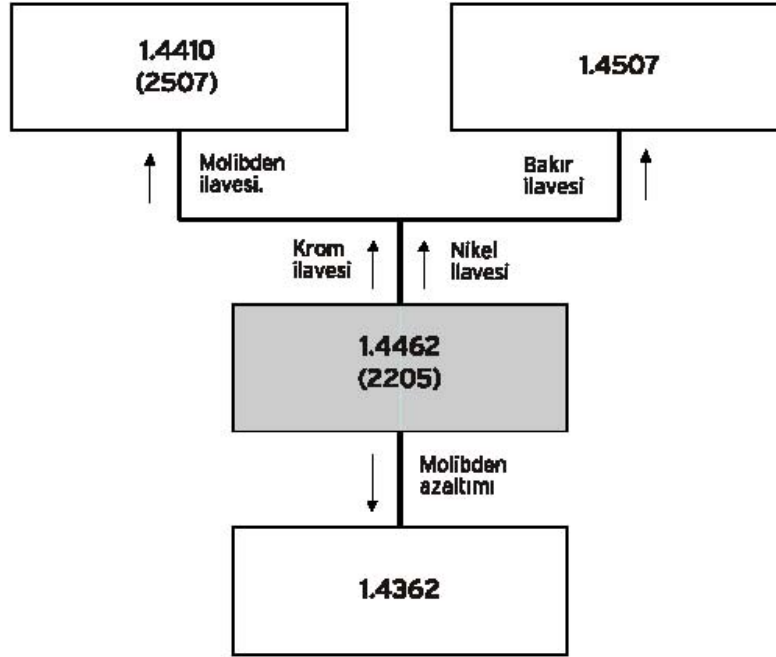 1.4410
(2507)
1.4507
Molibden
ilavesi.
Bakır
ilavesi
Krom
ilavesi
Nikel
ilavesi
1.4462
(2205)
Molibden
azaltımı
1.4362